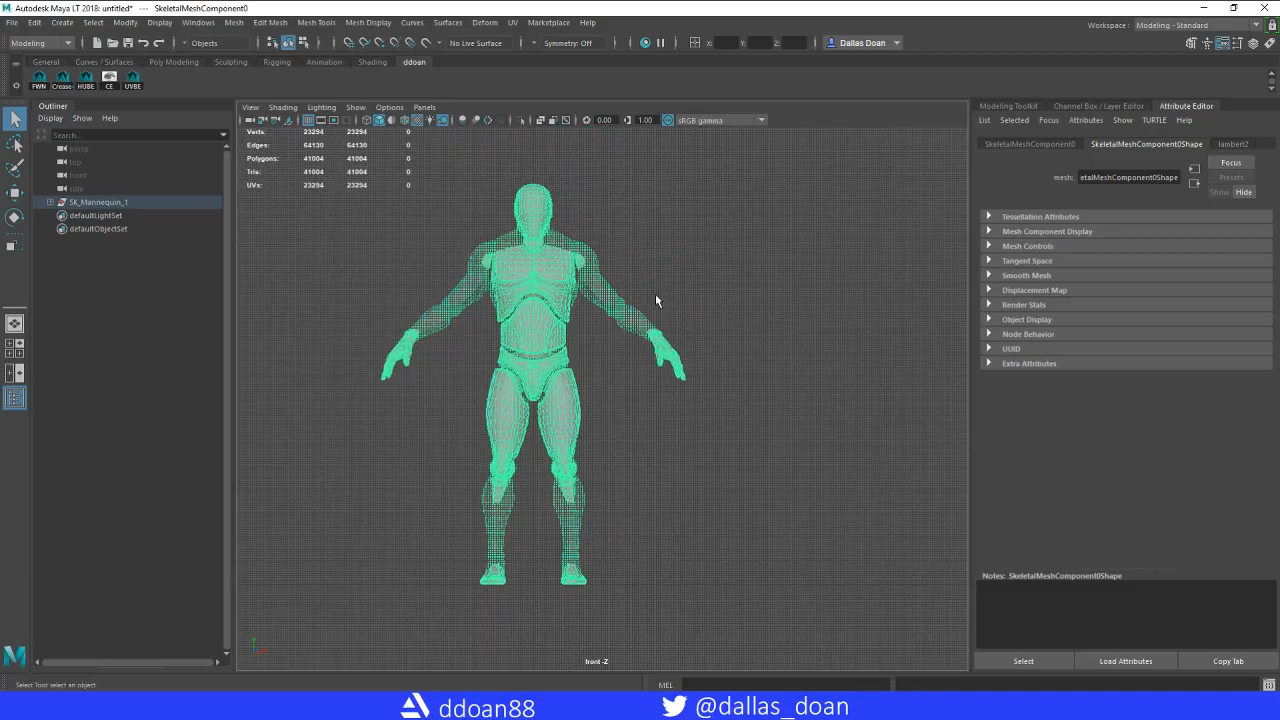 Autodesk Maya LT 2018: untitled* --- SkeletalMeshComponent0
File Edit Create Select Modify Display Windows Mesh Edit Mesh Mesh Tools Mesh Display Curves Surfaces Deform UV Marketplace Help
Workspace : Modeling - Standard
Modeling Objects No Live Surface Symmetry: Off X: Y: Z: Dallas Doan
General Curves / Surfaces Poly Modeling Sculpting Rigging Animation Shading ddoan
FWN Crease HUBE CE UVBE
Outliner
Display Show Help
Search...
persp
top
front
side
SK_Mannequin_1
defaultLightSet
defaultObjectSet
View Shading Lighting Show Options Panels
0.00 1.00 sRGB gamma
Verts: 23294 23294 0
Edges: 64130 64130 0
Polygons: 41004 41004 0
Tris: 41004 41004 0
UVs: 23294 23294 0
front -Z
Modeling Toolkit Channel Box / Layer Editor Attribute Editor
List Selected Focus Attributes Show TURTLE Help
SkeletalMeshComponent0 SkeletalMeshComponent0Shape lambert2
mesh: etalMeshComponent0Shape
Focus
Presets
Show Hide
Tessellation Attributes
Mesh Component Display
Mesh Controls
Tangent Space
Smooth Mesh
Displacement Map
Render Stats
Object Display
Node Behavior
UUID
Extra Attributes
Notes: SkeletalMeshComponent0Shape
Select Load Attributes Copy Tab
Select Tool: select an object
MEL
ddoan88 @dallas_doan